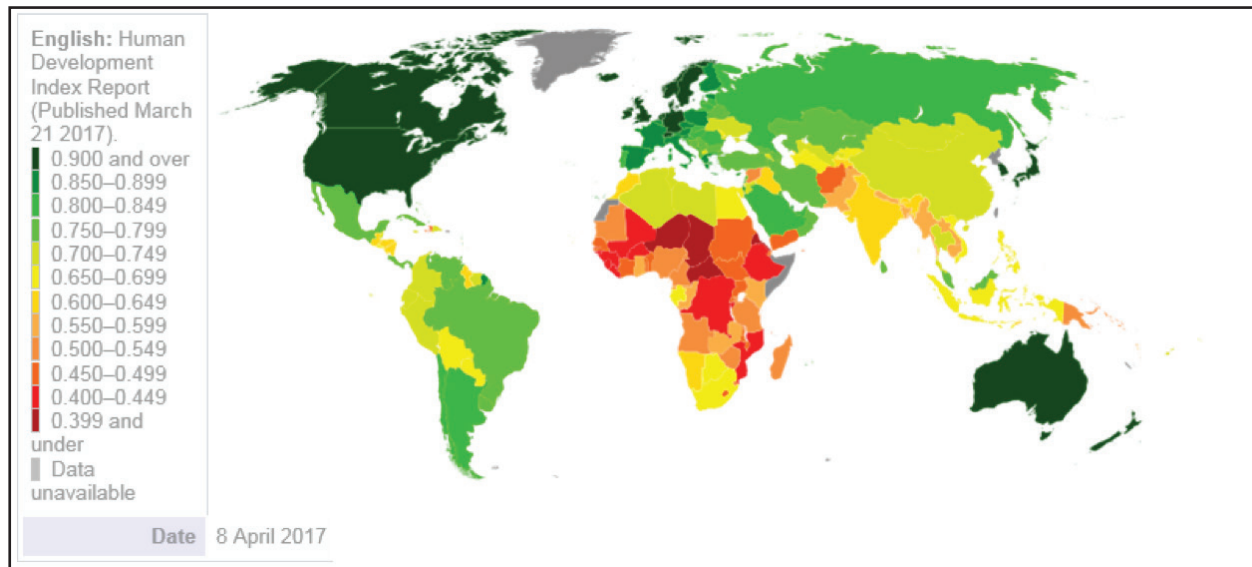 English: Human
Development
Index Report
(Published March
21 2017).
0.900 and over
0.850–0.899
0.800–0.849
0.750–0.799
0.700–0.749
0.650–0.699
0.600–0.649
0.550–0.599
0.500–0.549
0.450–0.499
0.400–0.449
0.399 and
under
Data
unavailable
Date 8 April 2017